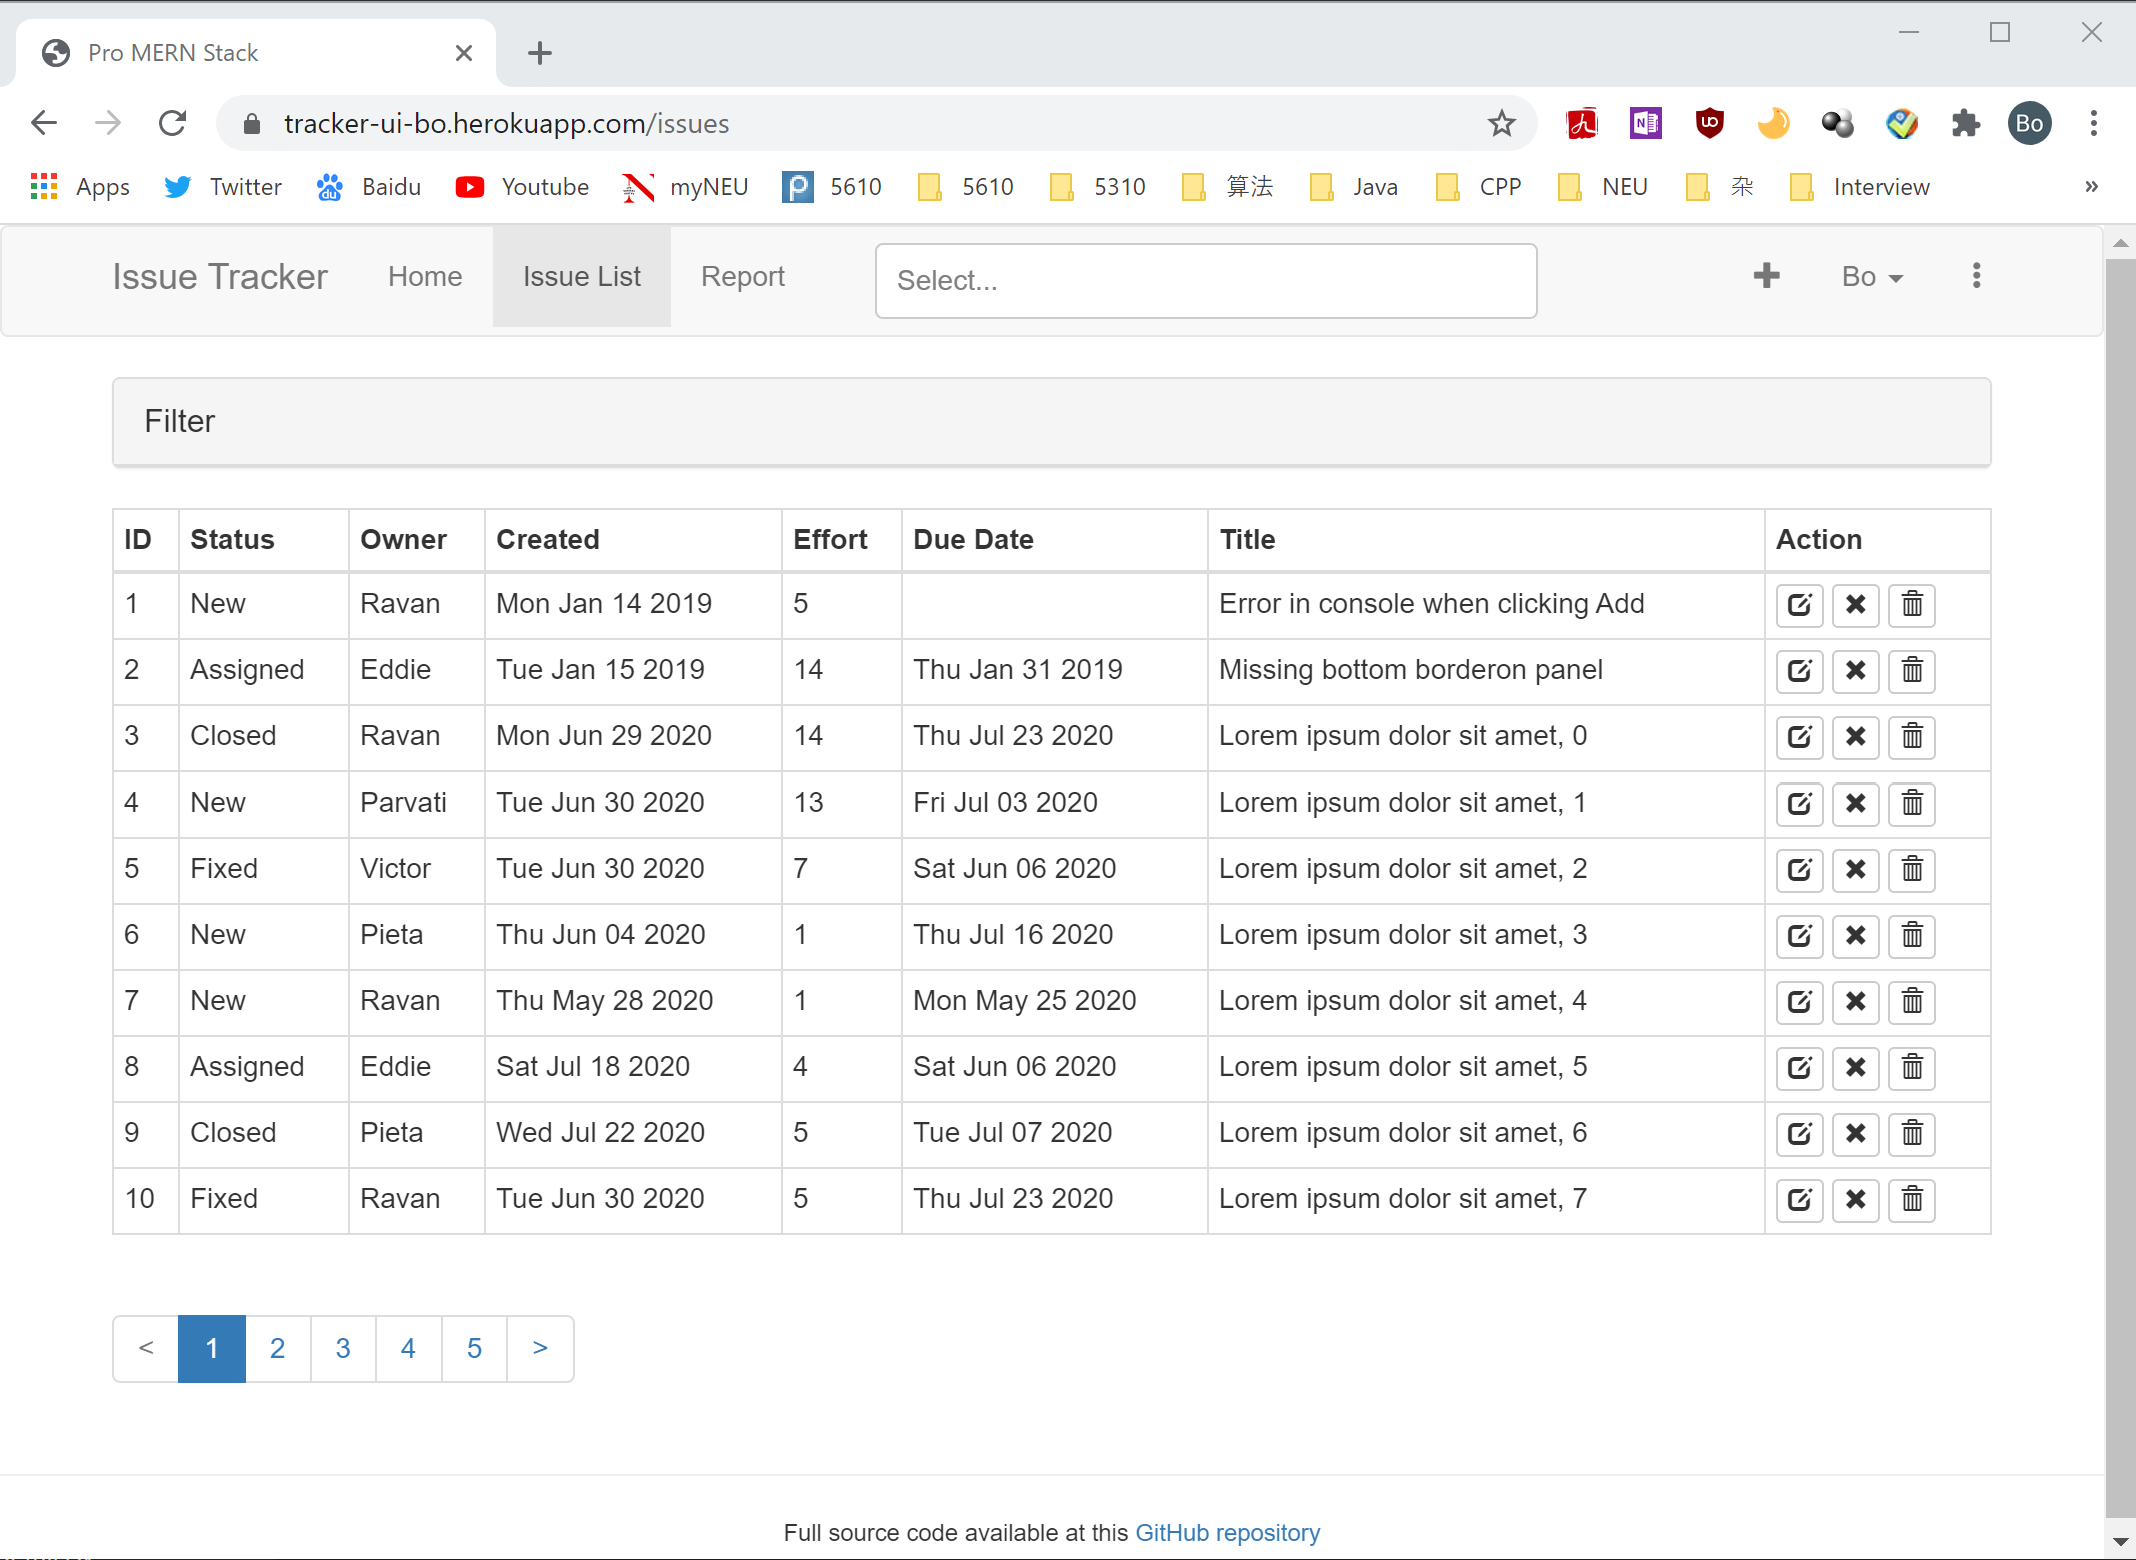 Pro MERN Stack
tracker-ui-bo.herokuapp.com/issues
Bo
Apps Twitter Baidu Youtube myNEU 5610 5610 5310 算法 Java CPP NEU 杂 Interview »
Issue Tracker Home Issue List Report Select... Bo
Filter
ID Status Owner Created Effort Due Date Title Action
1 New Ravan Mon Jan 14 2019 5 Error in console when clicking Add
2 Assigned Eddie Tue Jan 15 2019 14 Thu Jan 31 2019 Missing bottom borderon panel
3 Closed Ravan Mon Jun 29 2020 14 Thu Jul 23 2020 Lorem ipsum dolor sit amet, 0
4 New Parvati Tue Jun 30 2020 13 Fri Jul 03 2020 Lorem ipsum dolor sit amet, 1
5 Fixed Victor Tue Jun 30 2020 7 Sat Jun 06 2020 Lorem ipsum dolor sit amet, 2
6 New Pieta Thu Jun 04 2020 1 Thu Jul 16 2020 Lorem ipsum dolor sit amet, 3
7 New Ravan Thu May 28 2020 1 Mon May 25 2020 Lorem ipsum dolor sit amet, 4
8 Assigned Eddie Sat Jul 18 2020 4 Sat Jun 06 2020 Lorem ipsum dolor sit amet, 5
9 Closed Pieta Wed Jul 22 2020 5 Tue Jul 07 2020 Lorem ipsum dolor sit amet, 6
10 Fixed Ravan Tue Jun 30 2020 5 Thu Jul 23 2020 Lorem ipsum dolor sit amet, 7
< 1 2 3 4 5 >
Full source code available at this GitHub repository